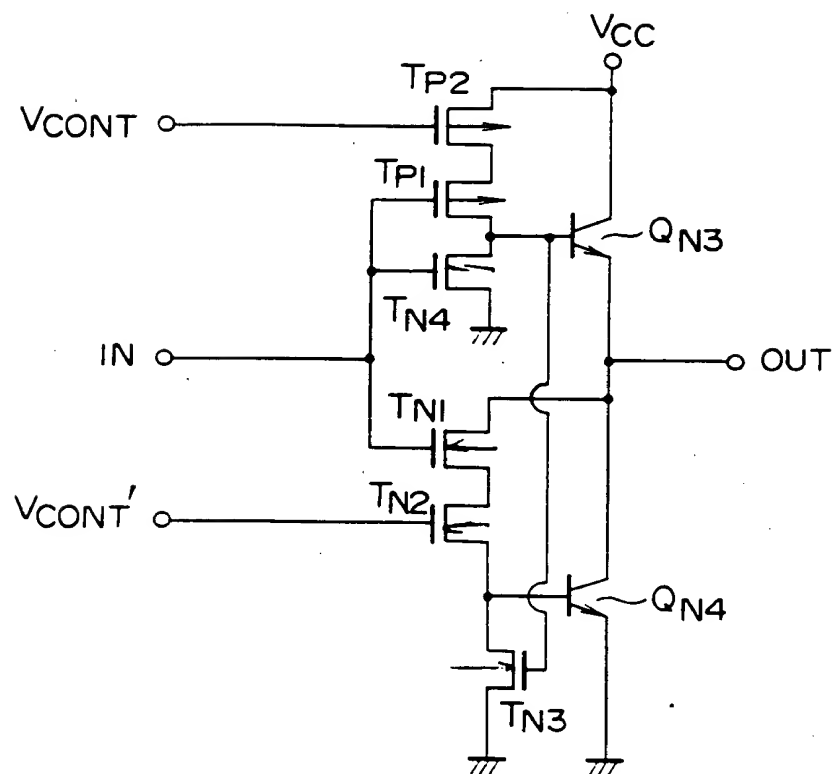 VCC
TP2
VCONT
TP1
QN3
TN4
IN
OUT
TN1
TN2
VCONT'
QN4
TN3